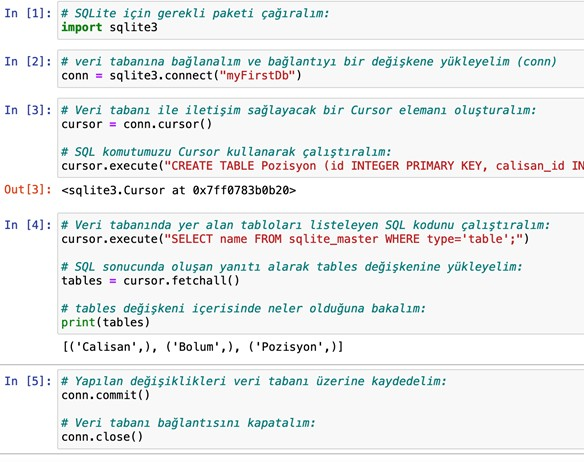 In [1]: # SQLite için gerekli paketi çağıralım:
import sqlite3
In [2]: # veri tabanına bağlanalım ve bağlantıyı bir değişkene yükleyelim (conn)
conn = sqlite3.connect("myFirstDb")
In [3]: # Veri tabanı ile iletişim sağlayacak bir Cursor elemanı oluşturalım:
cursor = conn.cursor()
# SQL komutumuzu Cursor kullanarak çalıştıralım:
cursor.execute("CREATE TABLE Pozisyon (id INTEGER PRIMARY KEY, calisan_id IN
Out[3]: <sqlite3.Cursor at 0x7ff0783b0b20>
In [4]: # Veri tabanında yer alan tabloları listeleyen SQL kodunu çalıştıralım:
cursor.execute("SELECT name FROM sqlite_master WHERE type='table';")
# SQL sonucunda oluşan yanıtı alarak tables değişkenine yükleyelim:
tables = cursor.fetchall()
# tables değişkeni içerisinde neler olduğuna bakalım:
print(tables)
[('Calisan',), ('Bolum',), ('Pozisyon',)]
In [5]: # Yapılan değişiklikleri veri tabanı üzerine kaydedelim:
conn.commit()
# Veri tabanı bağlantısını kapatalım:
conn.close()